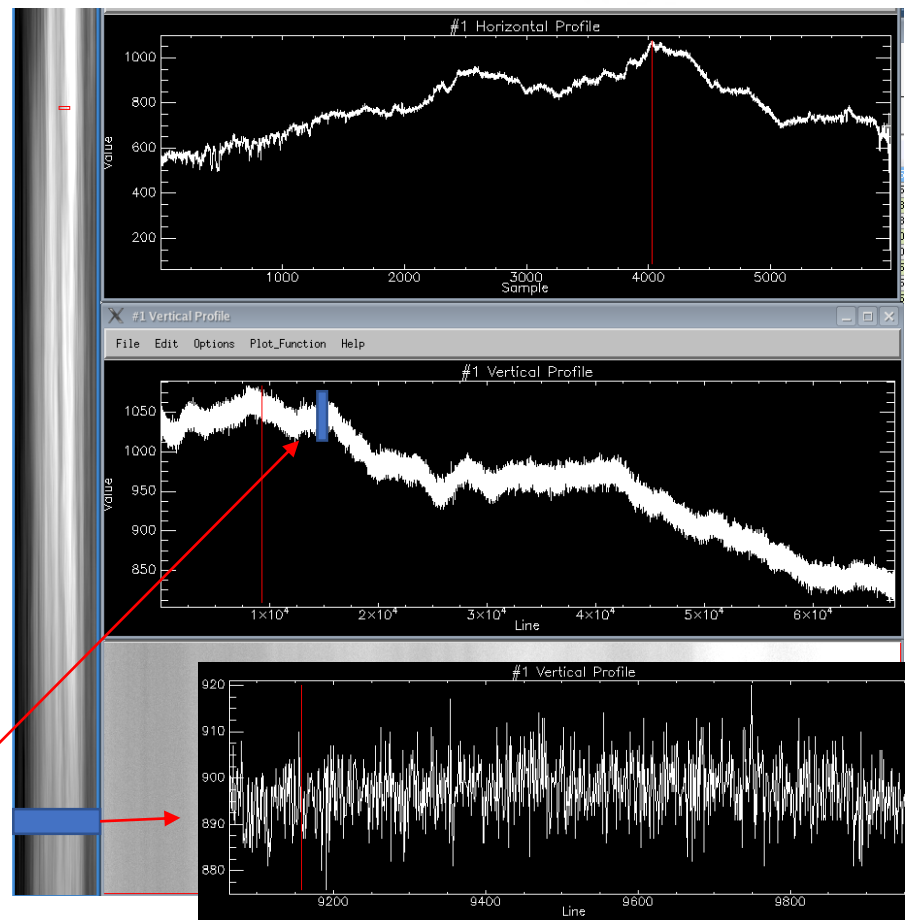 #1 Horizontal Profile
1000
800
600
400
200
Value
1000 2000 3000 4000 5000
Sample
#1 Vertical Profile
File Edit Options Plot_Function Help
#1 Vertical Profile
1050
1000
950
900
850
Value
1×10⁴ 2×10⁴ 3×10⁴ 4×10⁴ 5×10⁴ 6×10⁴
Line
#1 Vertical Profile
920
910
900
890
880
9200 9400 9600 9800
Line